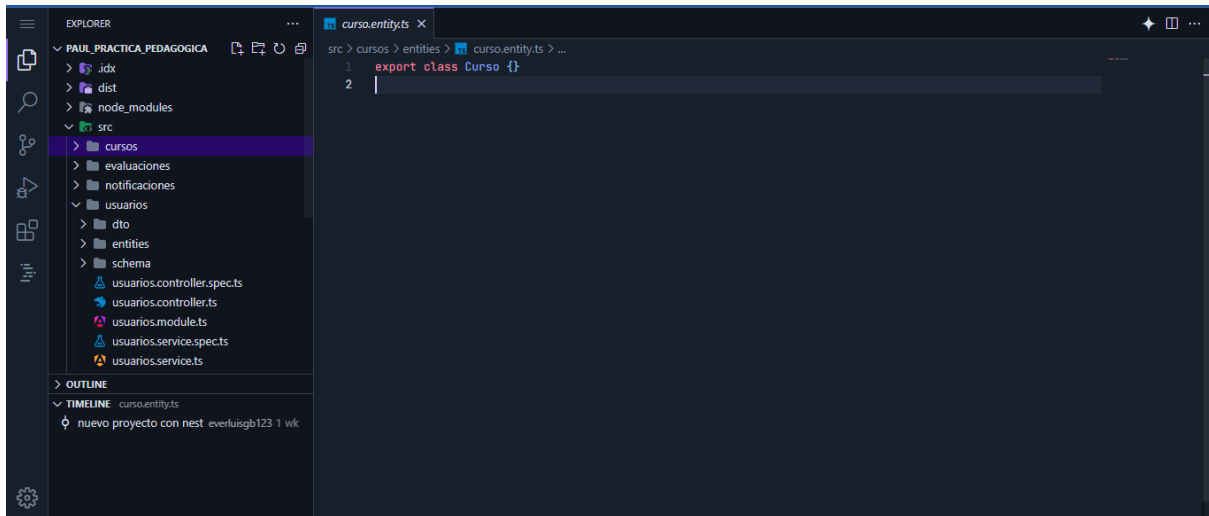 EXPLORER
PAUL_PRACTICA_PEDAGOGICA
.idx
dist
node_modules
src
cursos
evaluaciones
notificaciones
usuarios
dto
entities
schema
usuarios.controller.spec.ts
usuarios.controller.ts
usuarios.module.ts
usuarios.service.spec.ts
usuarios.service.ts
OUTLINE
TIMELINE curso.entity.ts
nuevo proyecto con nest everluisgb123 1 wk
TS curso.entity.ts
src > cursos > entities > TS curso.entity.ts > ...
1 export class Curso {}
2